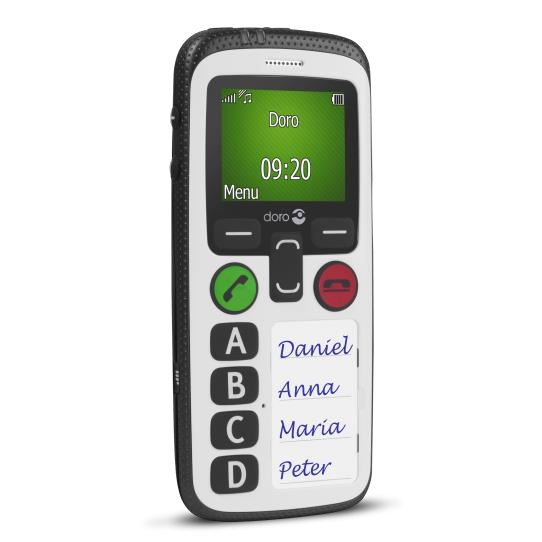 Doro
09:20
Menu
doro
A Daniel
B Anna
C Maria
D Peter